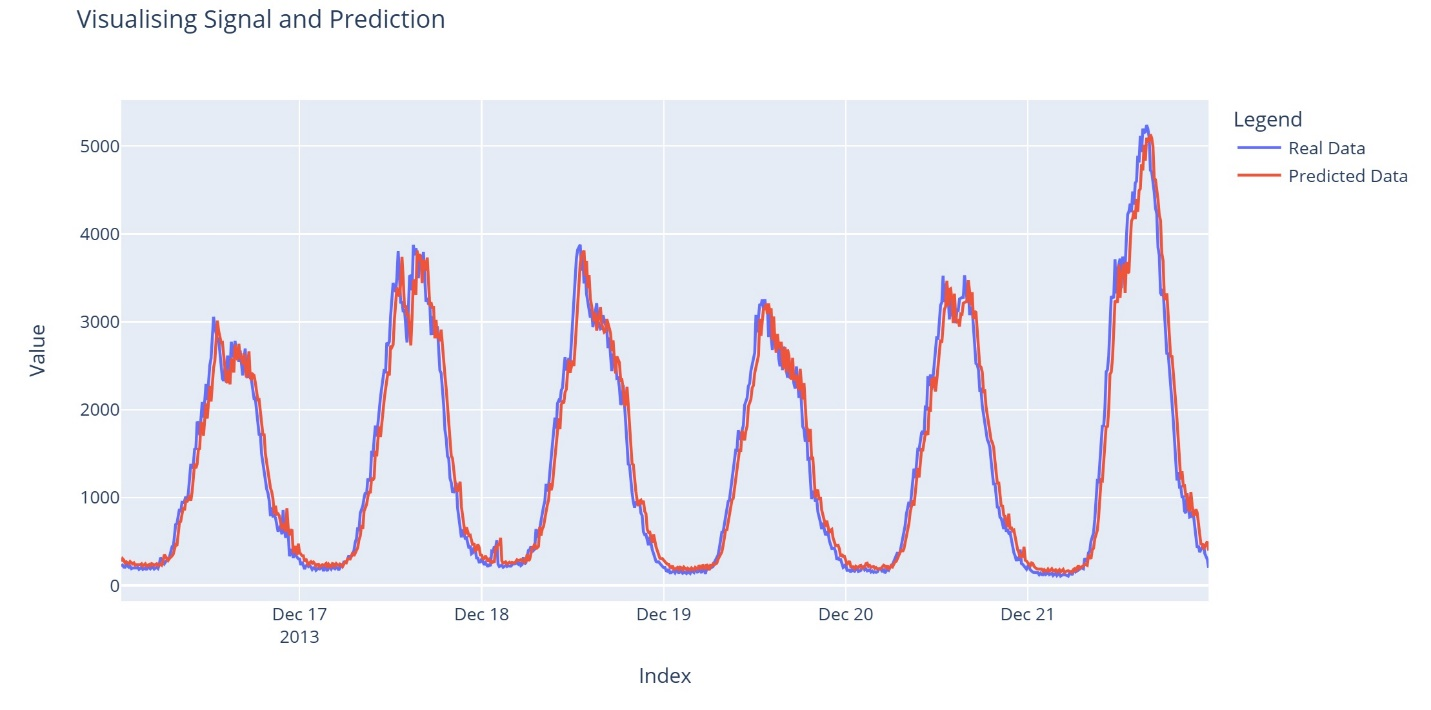 Visualising Signal and Prediction
Legend
Real Data
Predicted Data
Value
5000
4000
3000
2000
1000
0
Dec 17 Dec 18 Dec 19 Dec 20 Dec 21
2013
Index